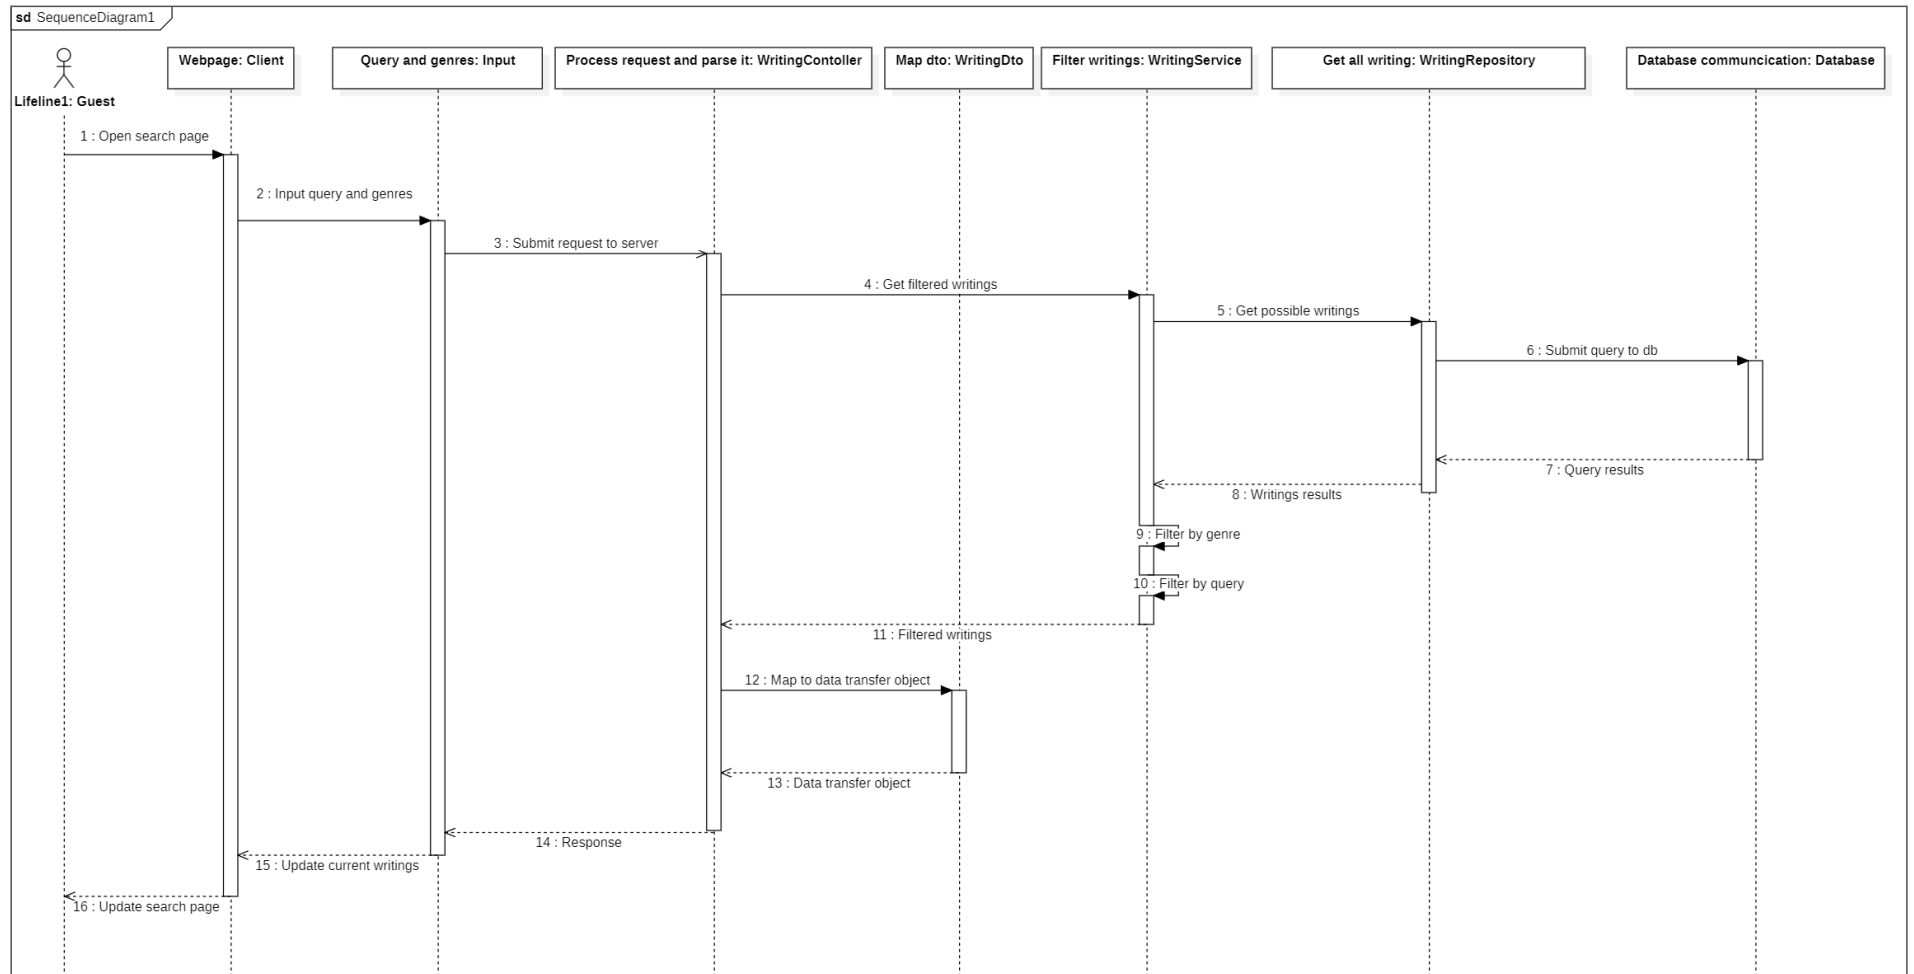 sd SequenceDiagram1
Webpage: Client
Query and genres: Input
Process request and parse it: WritingContoller
Map dto: WritingDto
Filter writings: WritingService
Get all writing: WritingRepository
Database communcication: Database
Lifeline1: Guest
1 : Open search page
2 : Input query and genres
3 : Submit request to server
4 : Get filtered writings
5 : Get possible writings
6 : Submit query to db
7 : Query results
8 : Writings results
9 : Filter by genre
10 : Filter by query
11 : Filtered writings
12 : Map to data transfer object
13 : Data transfer object
14 : Response
15 : Update current writings
16 : Update search page